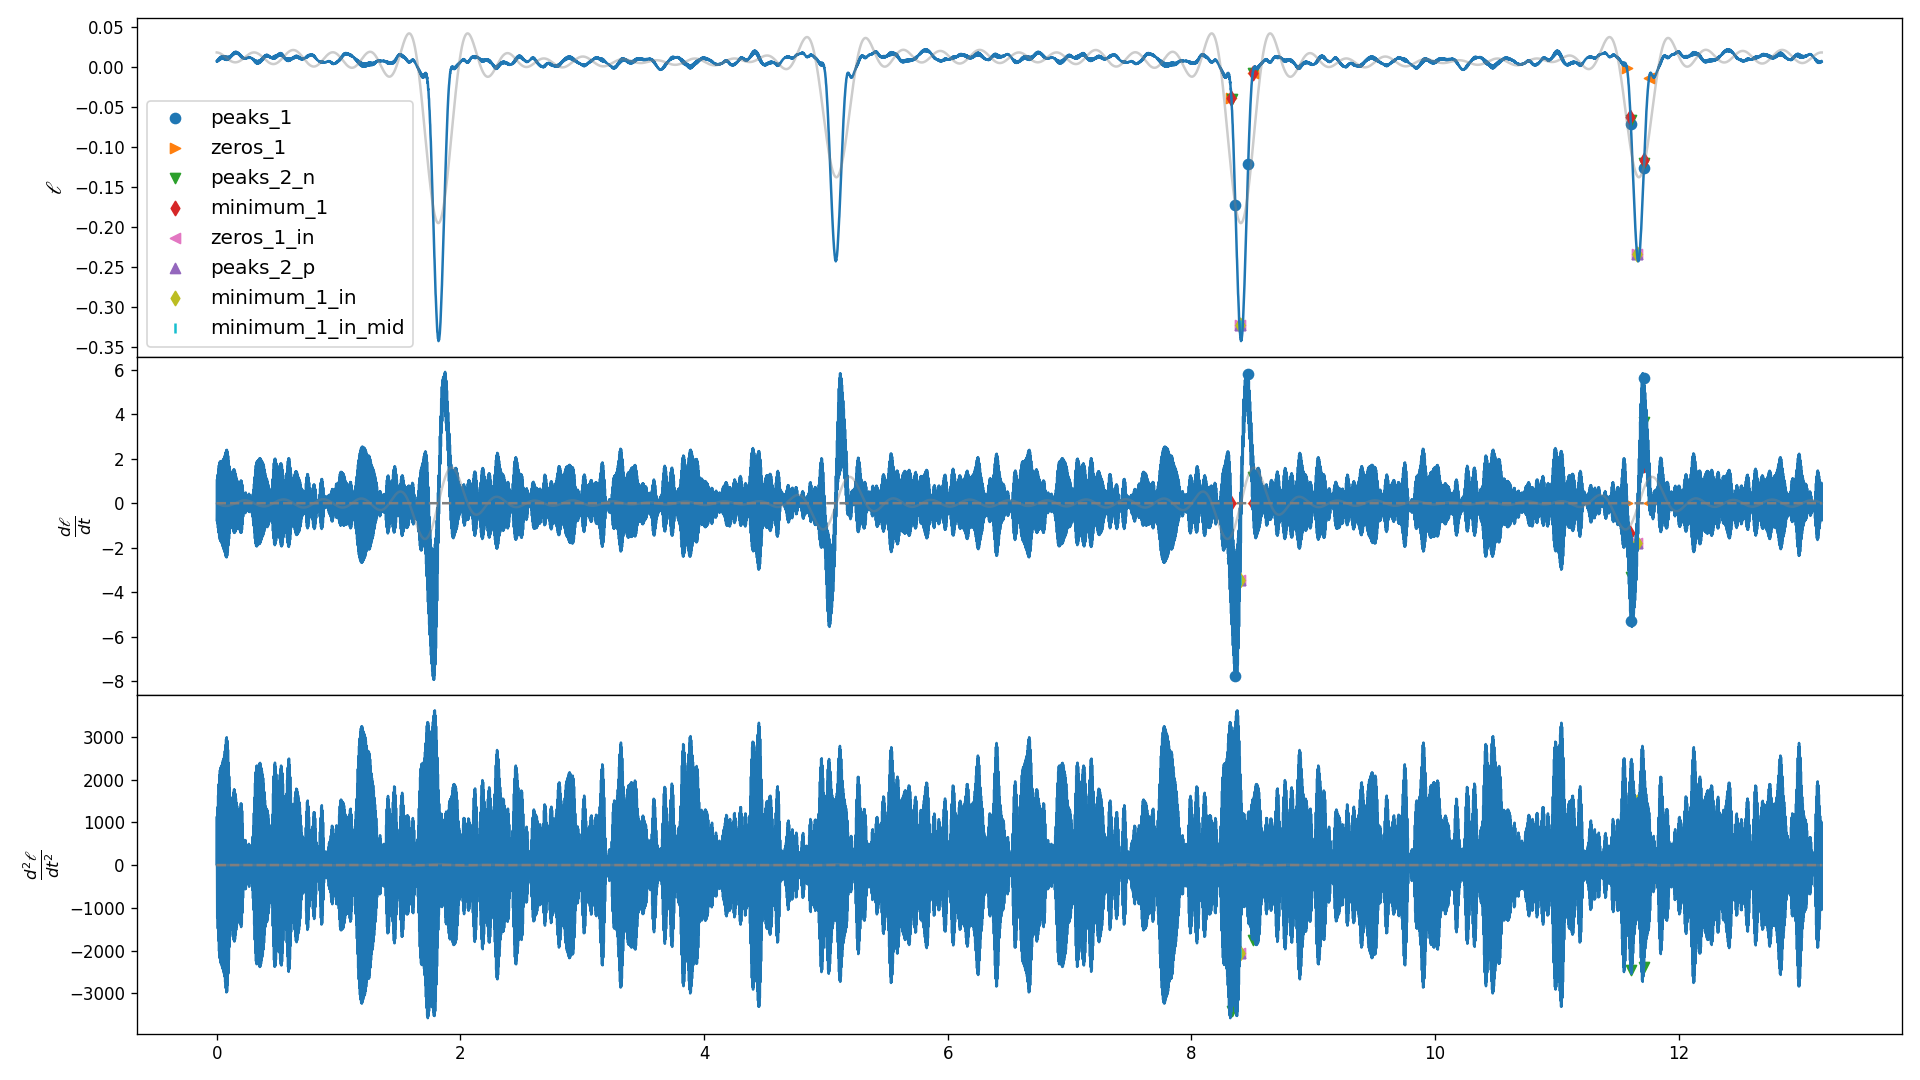 0.05
0.00
−0.05
−0.10
−0.15
−0.20
−0.25
−0.30
−0.35
ℓ
peaks_1
zeros_1
peaks_2_n
minimum_1
zeros_1_in
peaks_2_p
minimum_1_in
minimum_1_in_mid
6
4
2
0
−2
−4
−6
−8
dℓ
dt
3000
2000
1000
0
−1000
−2000
−3000
d²ℓ
dt²
0 2 4 6 8 10 12